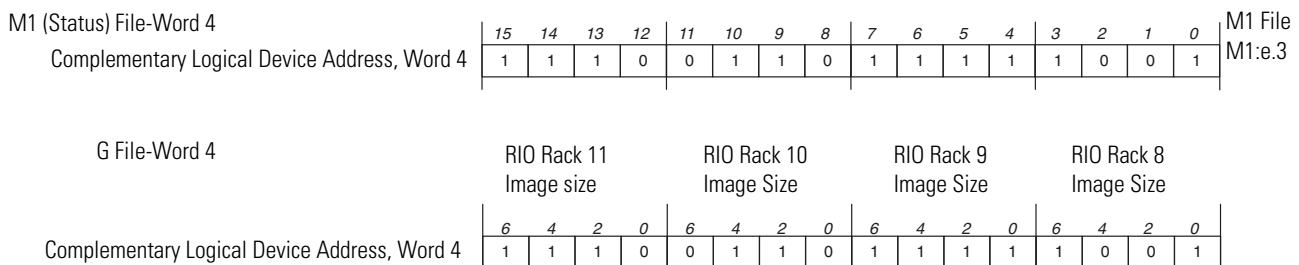 M1 (Status) File-Word 4
15 14 13 12 11 10 9 8 7 6 5 4 3 2 1 0
M1 File
Complementary Logical Device Address, Word 4
1 1 1 0 0 1 1 0 1 1 1 1 1 0 0 1
M1:e.3
G File-Word 4
RIO Rack 11 RIO Rack 10 RIO Rack 9 RIO Rack 8
Image size Image Size Image Size Image Size
6 4 2 0 6 4 2 0 6 4 2 0 6 4 2 0
Complementary Logical Device Address, Word 4
1 1 1 0 0 1 1 0 1 1 1 1 1 0 0 1